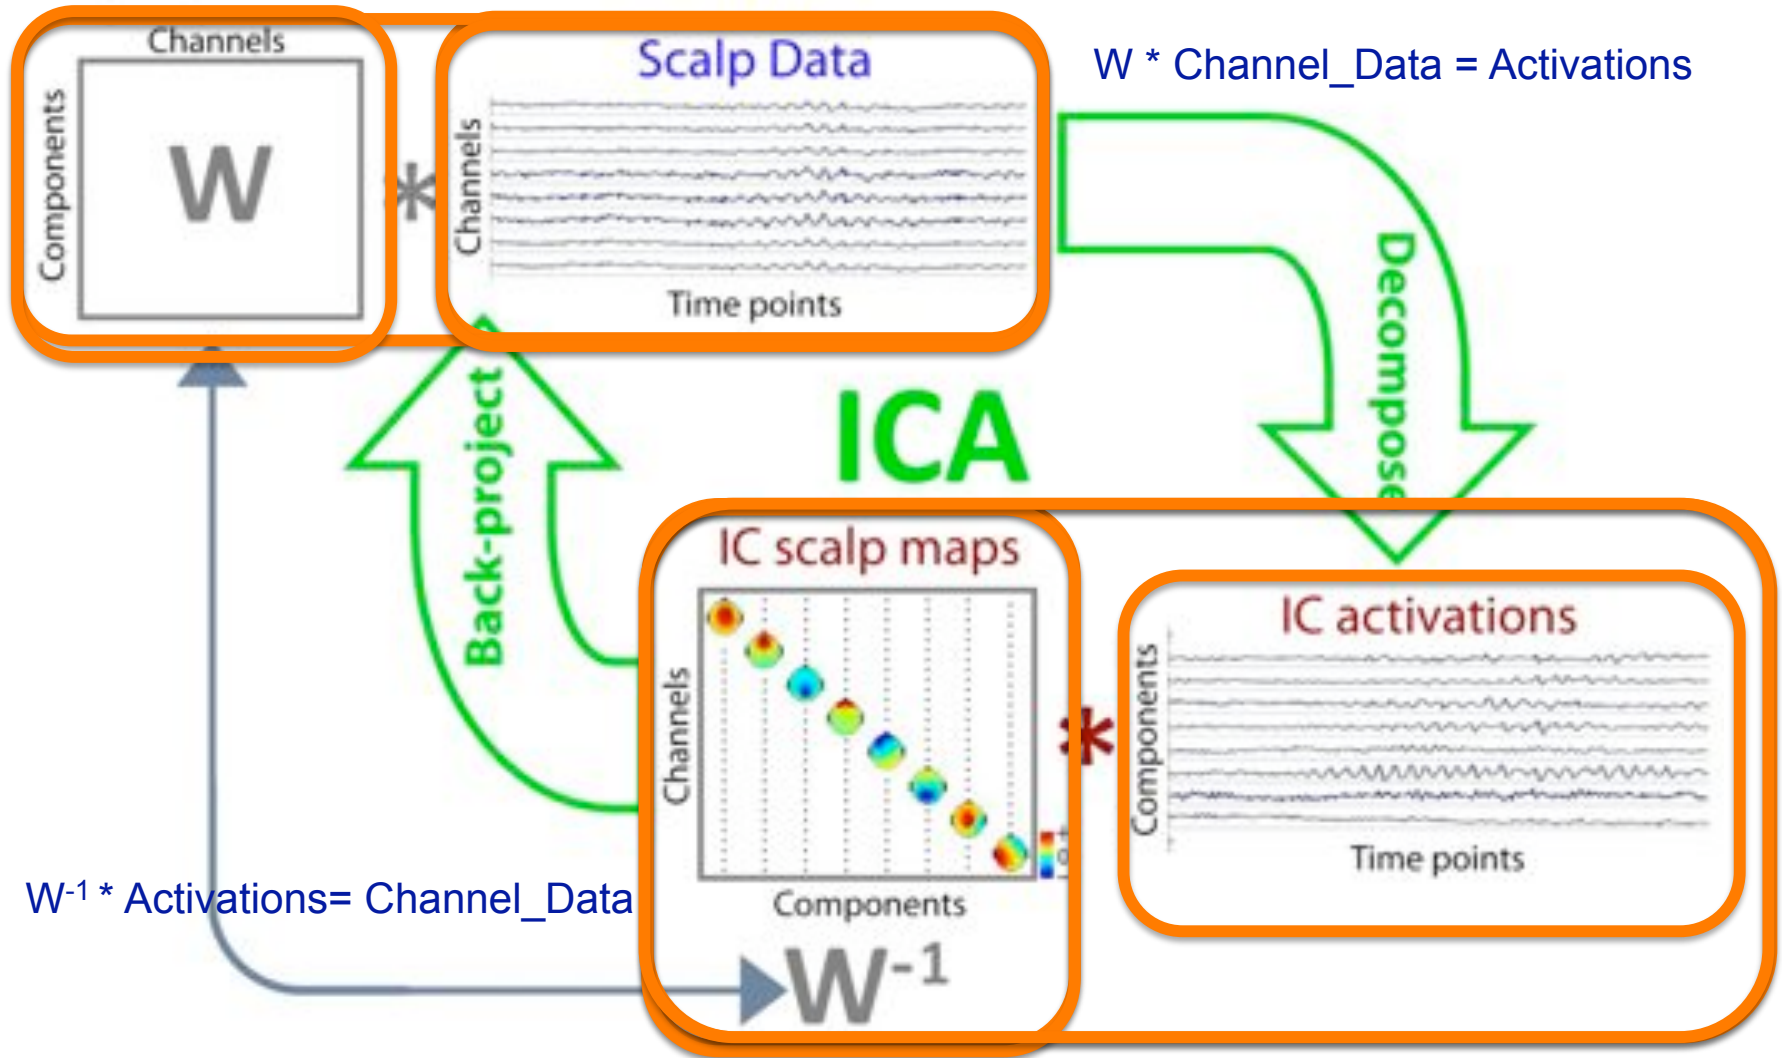 Channels
Components
W
*
Scalp Data
Channels
Time points
W * Channel_Data = Activations
Decompose
Back-project
ICA
IC scalp maps
Channels
Components
W-1
+
0
-
*
IC activations
Components
Time points
W-1 * Activations= Channel_Data